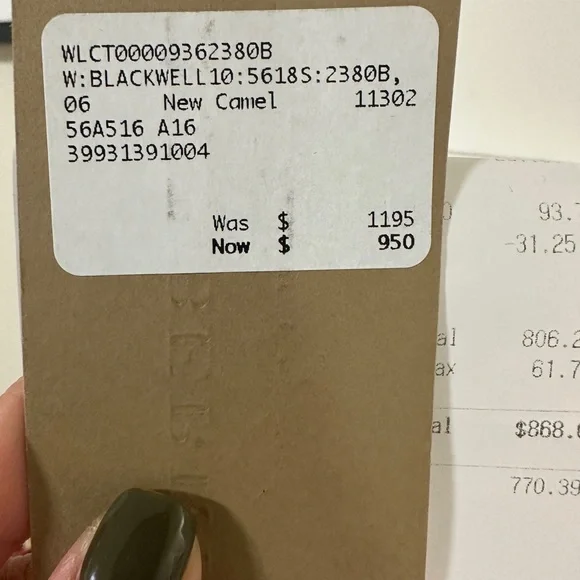 WLCT00009362380B
W:BLACKWELL10:5618S:2380B,
06 New Camel 11302
56A516 A16
39931391004
Was $ 1195
Now $ 950
93.7
-31.25
al 806.2
ax 61.7
al $868.0
770.39